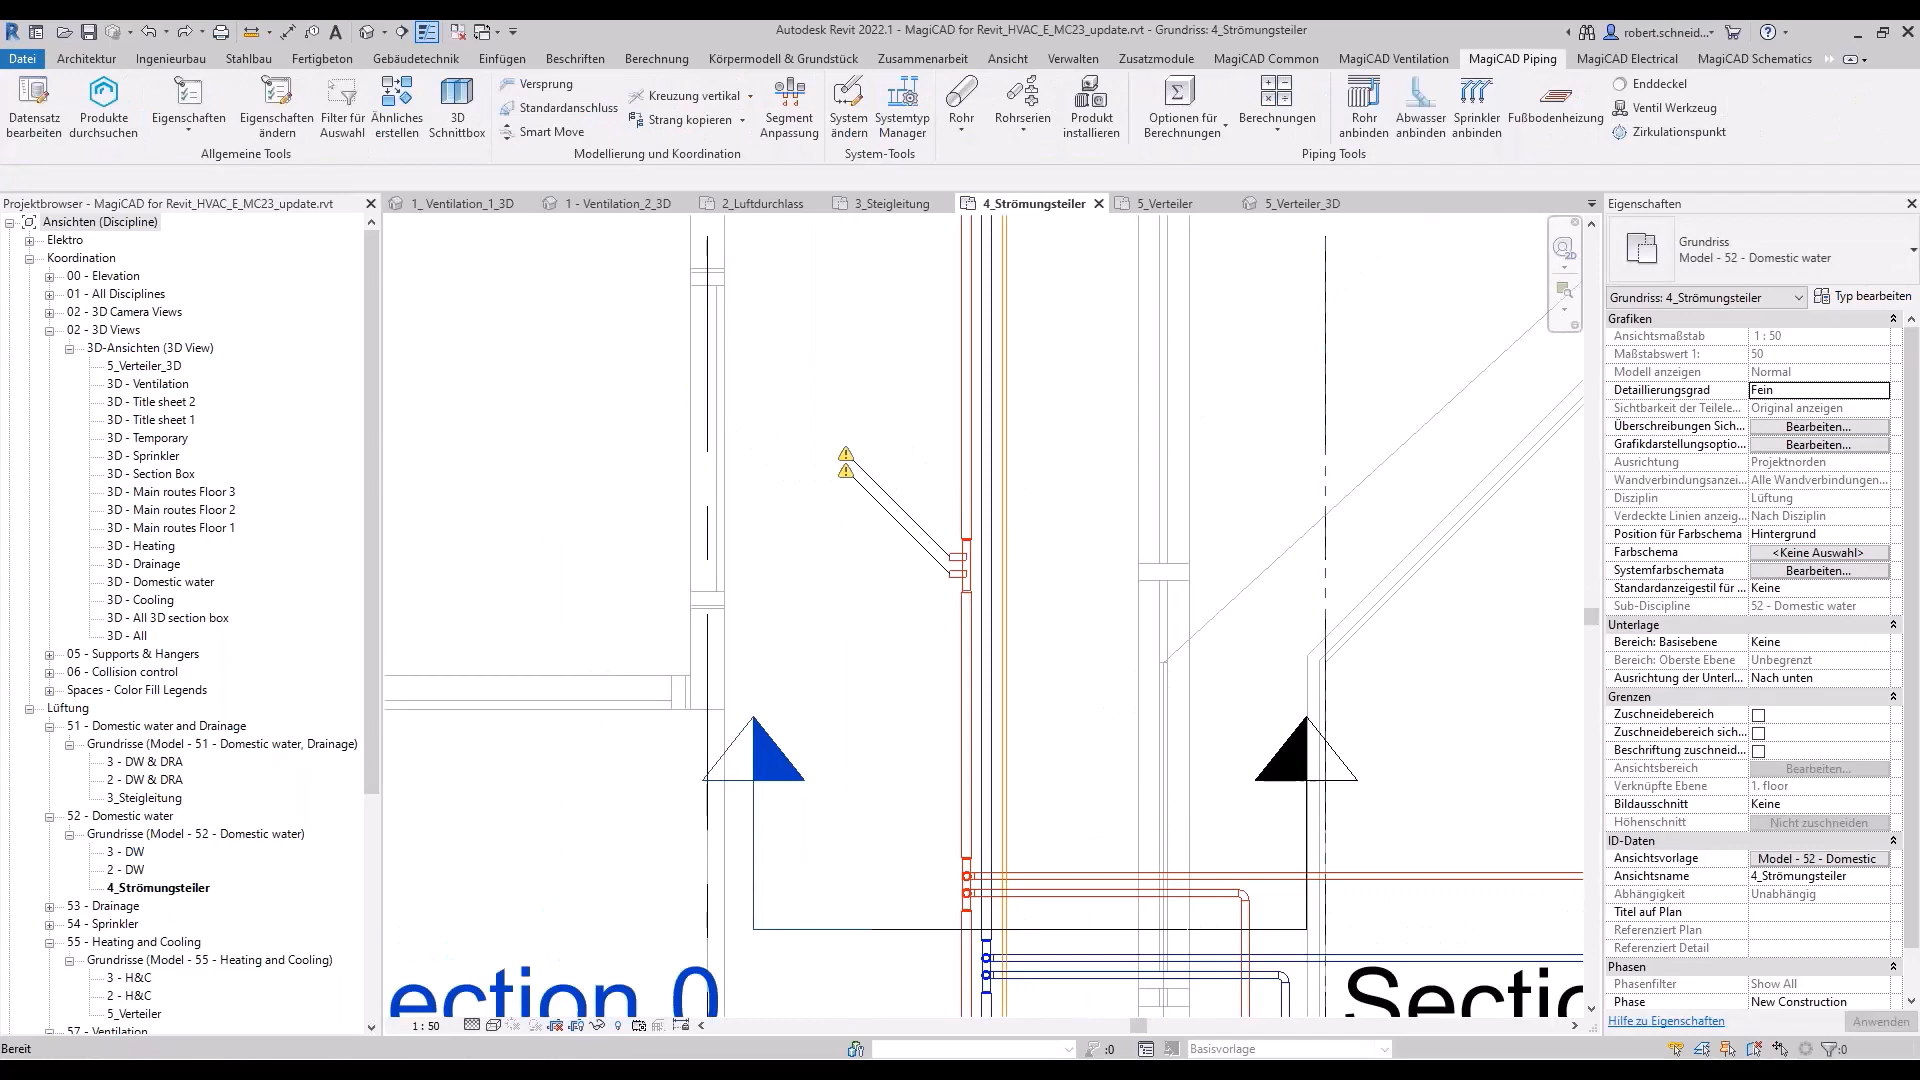 Autodesk Revit 2022.1 - MagiCAD for Revit_HVAC_E_MC23_update.rvt - Grundriss: 4_Strömungsteiler
robert.schneid...
Datei Architektur Ingenieurbau Stahlbau Fertigbeton Gebäudetechnik Einfügen Beschriften Berechnung Körpermodell & Grundstück Zusammenarbeit Ansicht Verwalten Zusatzmodule MagiCAD Common MagiCAD Ventilation MagiCAD Piping MagiCAD Electrical MagiCAD Schematics
Datensatz bearbeiten
Produkte durchsuchen
Eigenschaften
Eigenschaften ändern
Filter für Auswahl
Ähnliches erstellen
3D Schnittbox
Versprung
Standardanschluss
Smart Move
Kreuzung vertikal
Strang kopieren
Segment Anpassung
System ändern
Systemtyp Manager
Rohr
Rohrserien
Produkt installieren
Optionen für Berechnungen
Berechnungen
Rohr anbinden
Abwasser anbinden
Sprinkler anbinden
Fußbodenheizung
Enddeckel
Ventil Werkzeug
Zirkulationspunkt
Allgemeine Tools
Modellierung und Koordination
System-Tools
Piping Tools
Projektbrowser - MagiCAD for Revit_HVAC_E_MC23_update.rvt
1_ Ventilation_1_3D
1 - Ventilation_2_3D
2_Luftdurchlass
3_Steigleitung
4_Strömungsteiler
5_Verteiler
5_Verteiler_3D
Ansichten (Discipline)
Elektro
Koordination
00 - Elevation
01 - All Disciplines
02 - 3D Camera Views
02 - 3D Views
3D-Ansichten (3D View)
5_Verteiler_3D
3D - Ventilation
3D - Title sheet 2
3D - Title sheet 1
3D - Temporary
3D - Sprinkler
3D - Section Box
3D - Main routes Floor 3
3D - Main routes Floor 2
3D - Main routes Floor 1
3D - Heating
3D - Drainage
3D - Domestic water
3D - Cooling
3D - All 3D section box
3D - All
05 - Supports & Hangers
06 - Collision control
Spaces - Color Fill Legends
Lüftung
51 - Domestic water and Drainage
Grundrisse (Model - 51 - Domestic water, Drainage)
3 - DW & DRA
2 - DW & DRA
3_Steigleitung
52 - Domestic water
Grundrisse (Model - 52 - Domestic water)
3 - DW
2 - DW
4_Strömungsteiler
53 - Drainage
54 - Sprinkler
55 - Heating and Cooling
Grundrisse (Model - 55 - Heating and Cooling)
3 - H&C
2 - H&C
5_Verteiler
57 - Ventilation
2D
ection 0
Sectio
1 : 50
Eigenschaften
Grundriss
Model - 52 - Domestic water
Grundriss: 4_Strömungsteiler
Typ bearbeiten
Grafiken
Ansichtsmaßstab 1 : 50
Maßstabswert 1: 50
Modell anzeigen Normal
Detaillierungsgrad Fein
Sichtbarkeit der Teilele... Original anzeigen
Überschreibungen Sich... Bearbeiten...
Grafikdarstellungsoptio... Bearbeiten...
Ausrichtung Projektnorden
Wandverbindungsanzei... Alle Wandverbindungen...
Disziplin Lüftung
Verdeckte Linien anzeig... Nach Disziplin
Position für Farbschema Hintergrund
Farbschema <Keine Auswahl>
Systemfarbschemata Bearbeiten...
Standardanzeigestil für ... Keine
Sub-Discipline 52 - Domestic water
Unterlage
Bereich: Basisebene Keine
Bereich: Oberste Ebene Unbegrenzt
Ausrichtung der Unterl... Nach unten
Grenzen
Zuschneidebereich
Zuschneidebereich sich...
Beschriftung zuschneid...
Ansichtsbereich Bearbeiten...
Verknüpfte Ebene 1. floor
Bildausschnitt Keine
Höhenschnitt Nicht zuschneiden
ID-Daten
Ansichtsvorlage Model - 52 - Domestic
Ansichtsname 4_Strömungsteiler
Abhängigkeit Unabhängig
Titel auf Plan
Referenziert Plan
Referenziert Detail
Phasen
Phasenfilter Show All
Phase New Construction
Hilfe zu Eigenschaften
Anwenden
Bereit
:0
Basisvorlage
:0